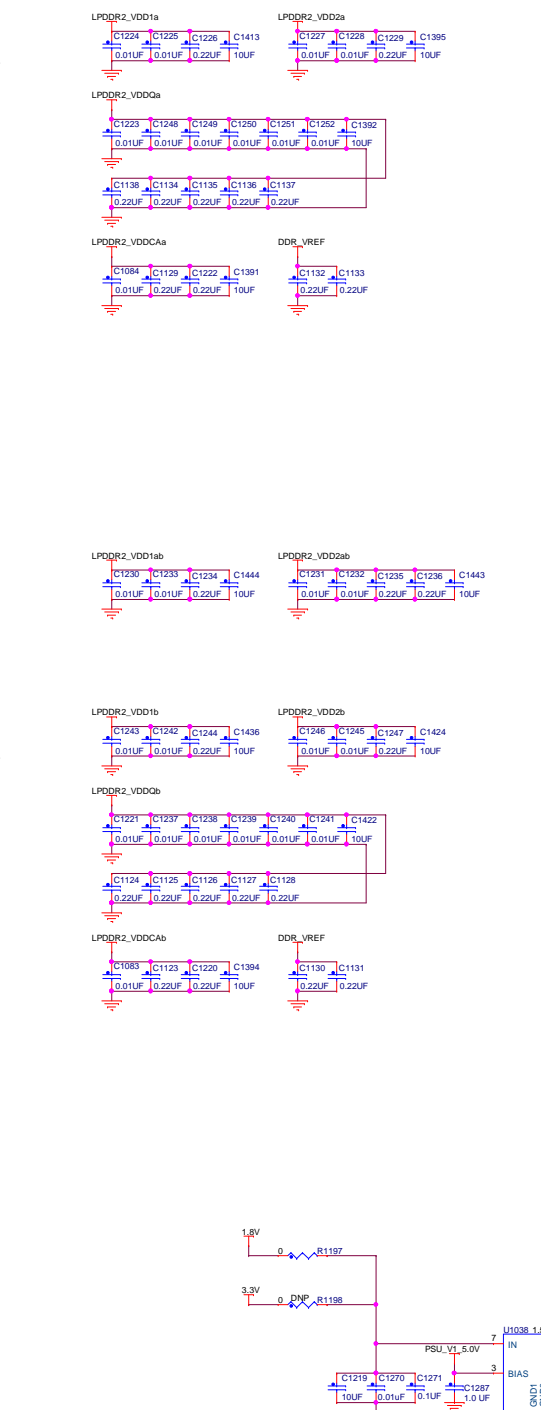 LPDDR2_VDD1a LPDDR2_VDD2a
C1224 C1225 C1226 C1413 C1227 C1228 C1229 C1395
0.01UF 0.01UF 0.22UF 10UF 0.01UF 0.01UF 0.22UF 10UF
LPDDR2_VDDQa
C1223 C1248 C1249 C1250 C1251 C1252 C1392
0.01UF 0.01UF 0.01UF 0.01UF 0.01UF 0.01UF 10UF
C1138 C1134 C1135 C1136 C1137
0.22UF 0.22UF 0.22UF 0.22UF 0.22UF
LPDDR2_VDDCAa DDR_VREF
C1084 C1129 C1222 C1391 C1132 C1133
0.01UF 0.22UF 0.22UF 10UF 0.22UF 0.22UF
LPDDR2_VDD1ab LPDDR2_VDD2ab
C1230 C1233 C1234 C1444 C1231 C1232 C1235 C1236 C1443
0.01UF 0.01UF 0.22UF 10UF 0.01UF 0.01UF 0.22UF 0.22UF 10UF
LPDDR2_VDD1b LPDDR2_VDD2b
C1243 C1242 C1244 C1436 C1246 C1245 C1247 C1424
0.01UF 0.01UF 0.22UF 10UF 0.01UF 0.01UF 0.22UF 10UF
LPDDR2_VDDQb
C1221 C1237 C1238 C1239 C1240 C1241 C1422
0.01UF 0.01UF 0.01UF 0.01UF 0.01UF 0.01UF 10UF
C1124 C1125 C1126 C1127 C1128
0.22UF 0.22UF 0.22UF 0.22UF 0.22UF
LPDDR2_VDDCAb DDR_VREF
C1083 C1123 C1220 C1394 C1130 C1131
0.01UF 0.22UF 0.22UF 10UF 0.22UF 0.22UF
1.8V
0 R1197
3.3V
0 DNP R1198
U1038
7 IN
PSU_V1_5.0V
3 BIAS
C1219 C1270 C1271 C1287
10UF 0.01uF 0.1UF 1.0 UF
GND1